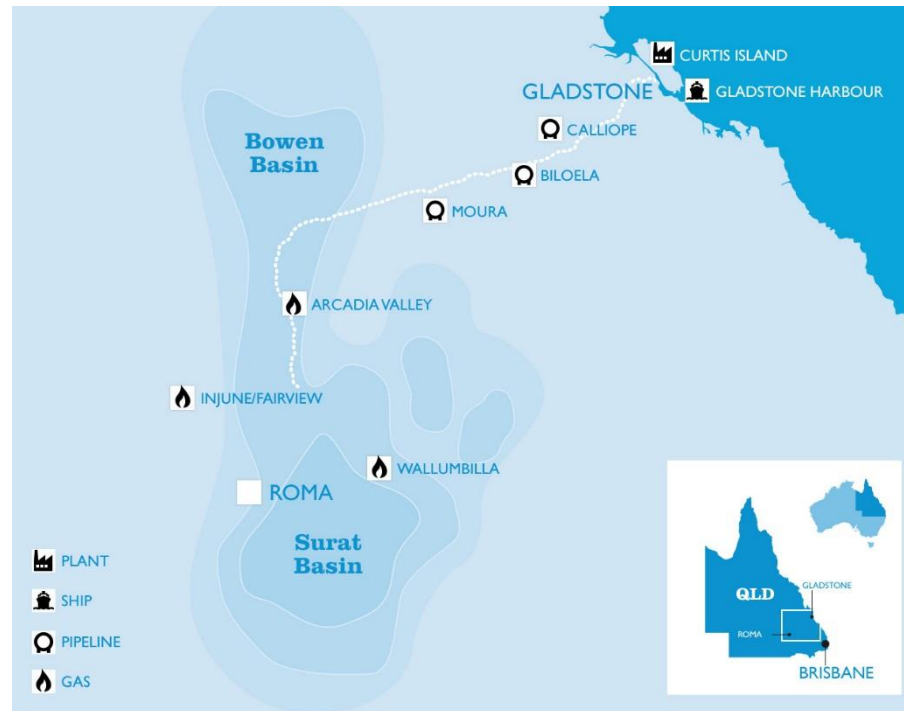 CURTIS ISLAND
GLADSTONE
GLADSTONE HARBOUR
CALLIOPE
Bowen
Basin
BILOELA
MOURA
ARCADIA VALLEY
INJUNE/FAIRVIEW
WALLUMBILLA
ROMA
Surat
Basin
PLANT
SHIP
PIPELINE
GAS
GLADSTONE
QLD
ROMA
BRISBANE